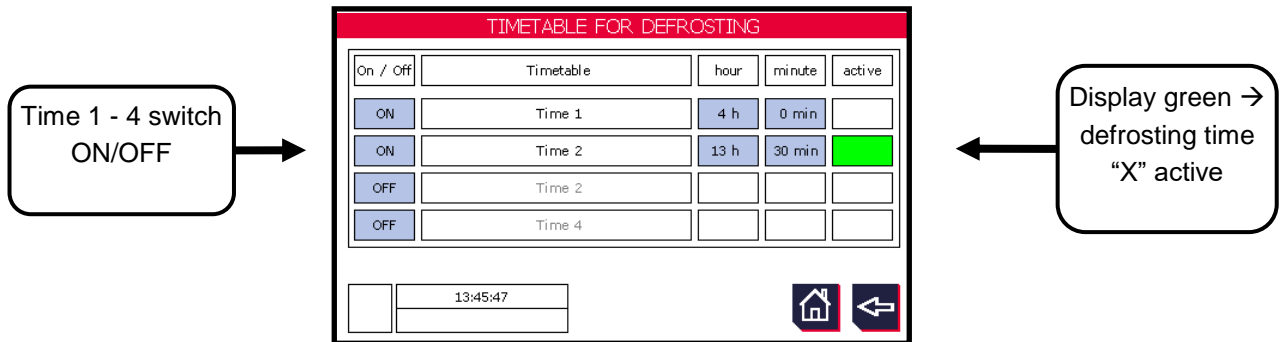 TIMETABLE FOR DEFROSTING
On / Off Timetable hour minute active
ON Time 1 4 h 0 min
ON Time 2 13 h 30 min
OFF Time 2
OFF Time 4
13:45:47
Time 1 - 4 switch
ON/OFF
Display green →
defrosting time
“X” active